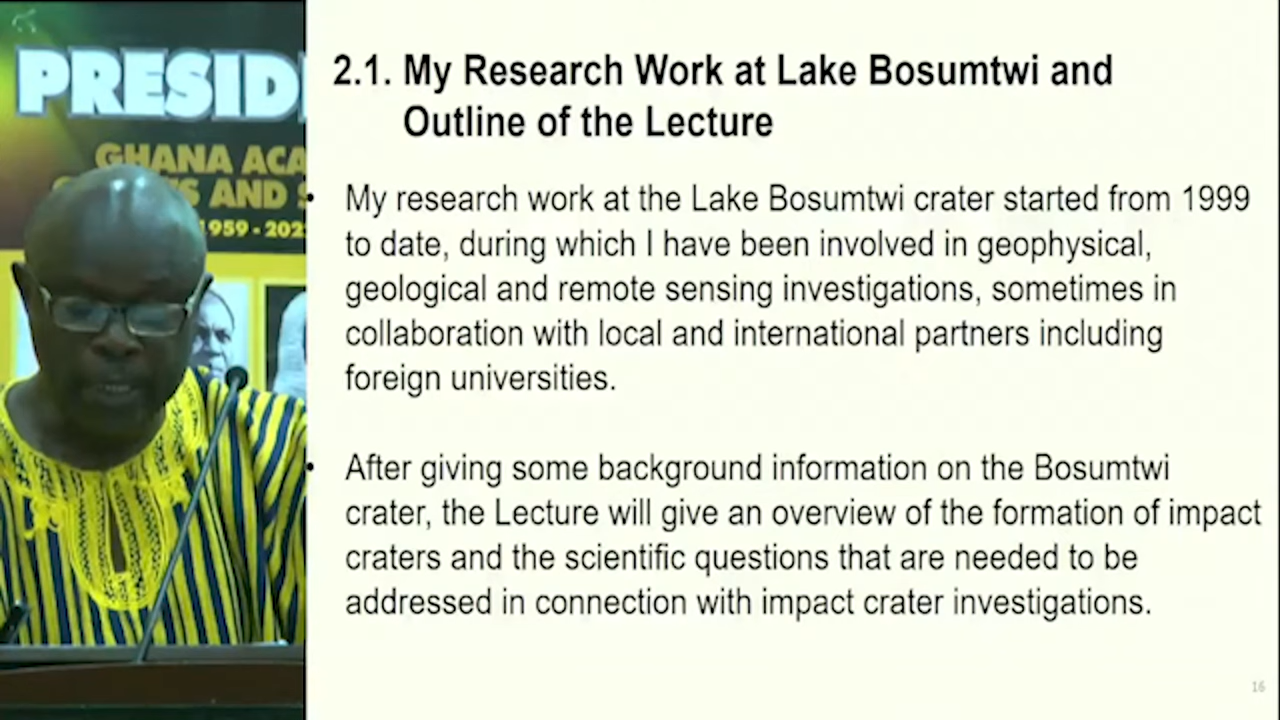 PRESID
GHANA ACA
S AND S
1959 - 202
2.1. My Research Work at Lake Bosumtwi and
Outline of the Lecture
• My research work at the Lake Bosumtwi crater started from 1999
to date, during which I have been involved in geophysical,
geological and remote sensing investigations, sometimes in
collaboration with local and international partners including
foreign universities.
• After giving some background information on the Bosumtwi
crater, the Lecture will give an overview of the formation of impact
craters and the scientific questions that are needed to be
addressed in connection with impact crater investigations.
16